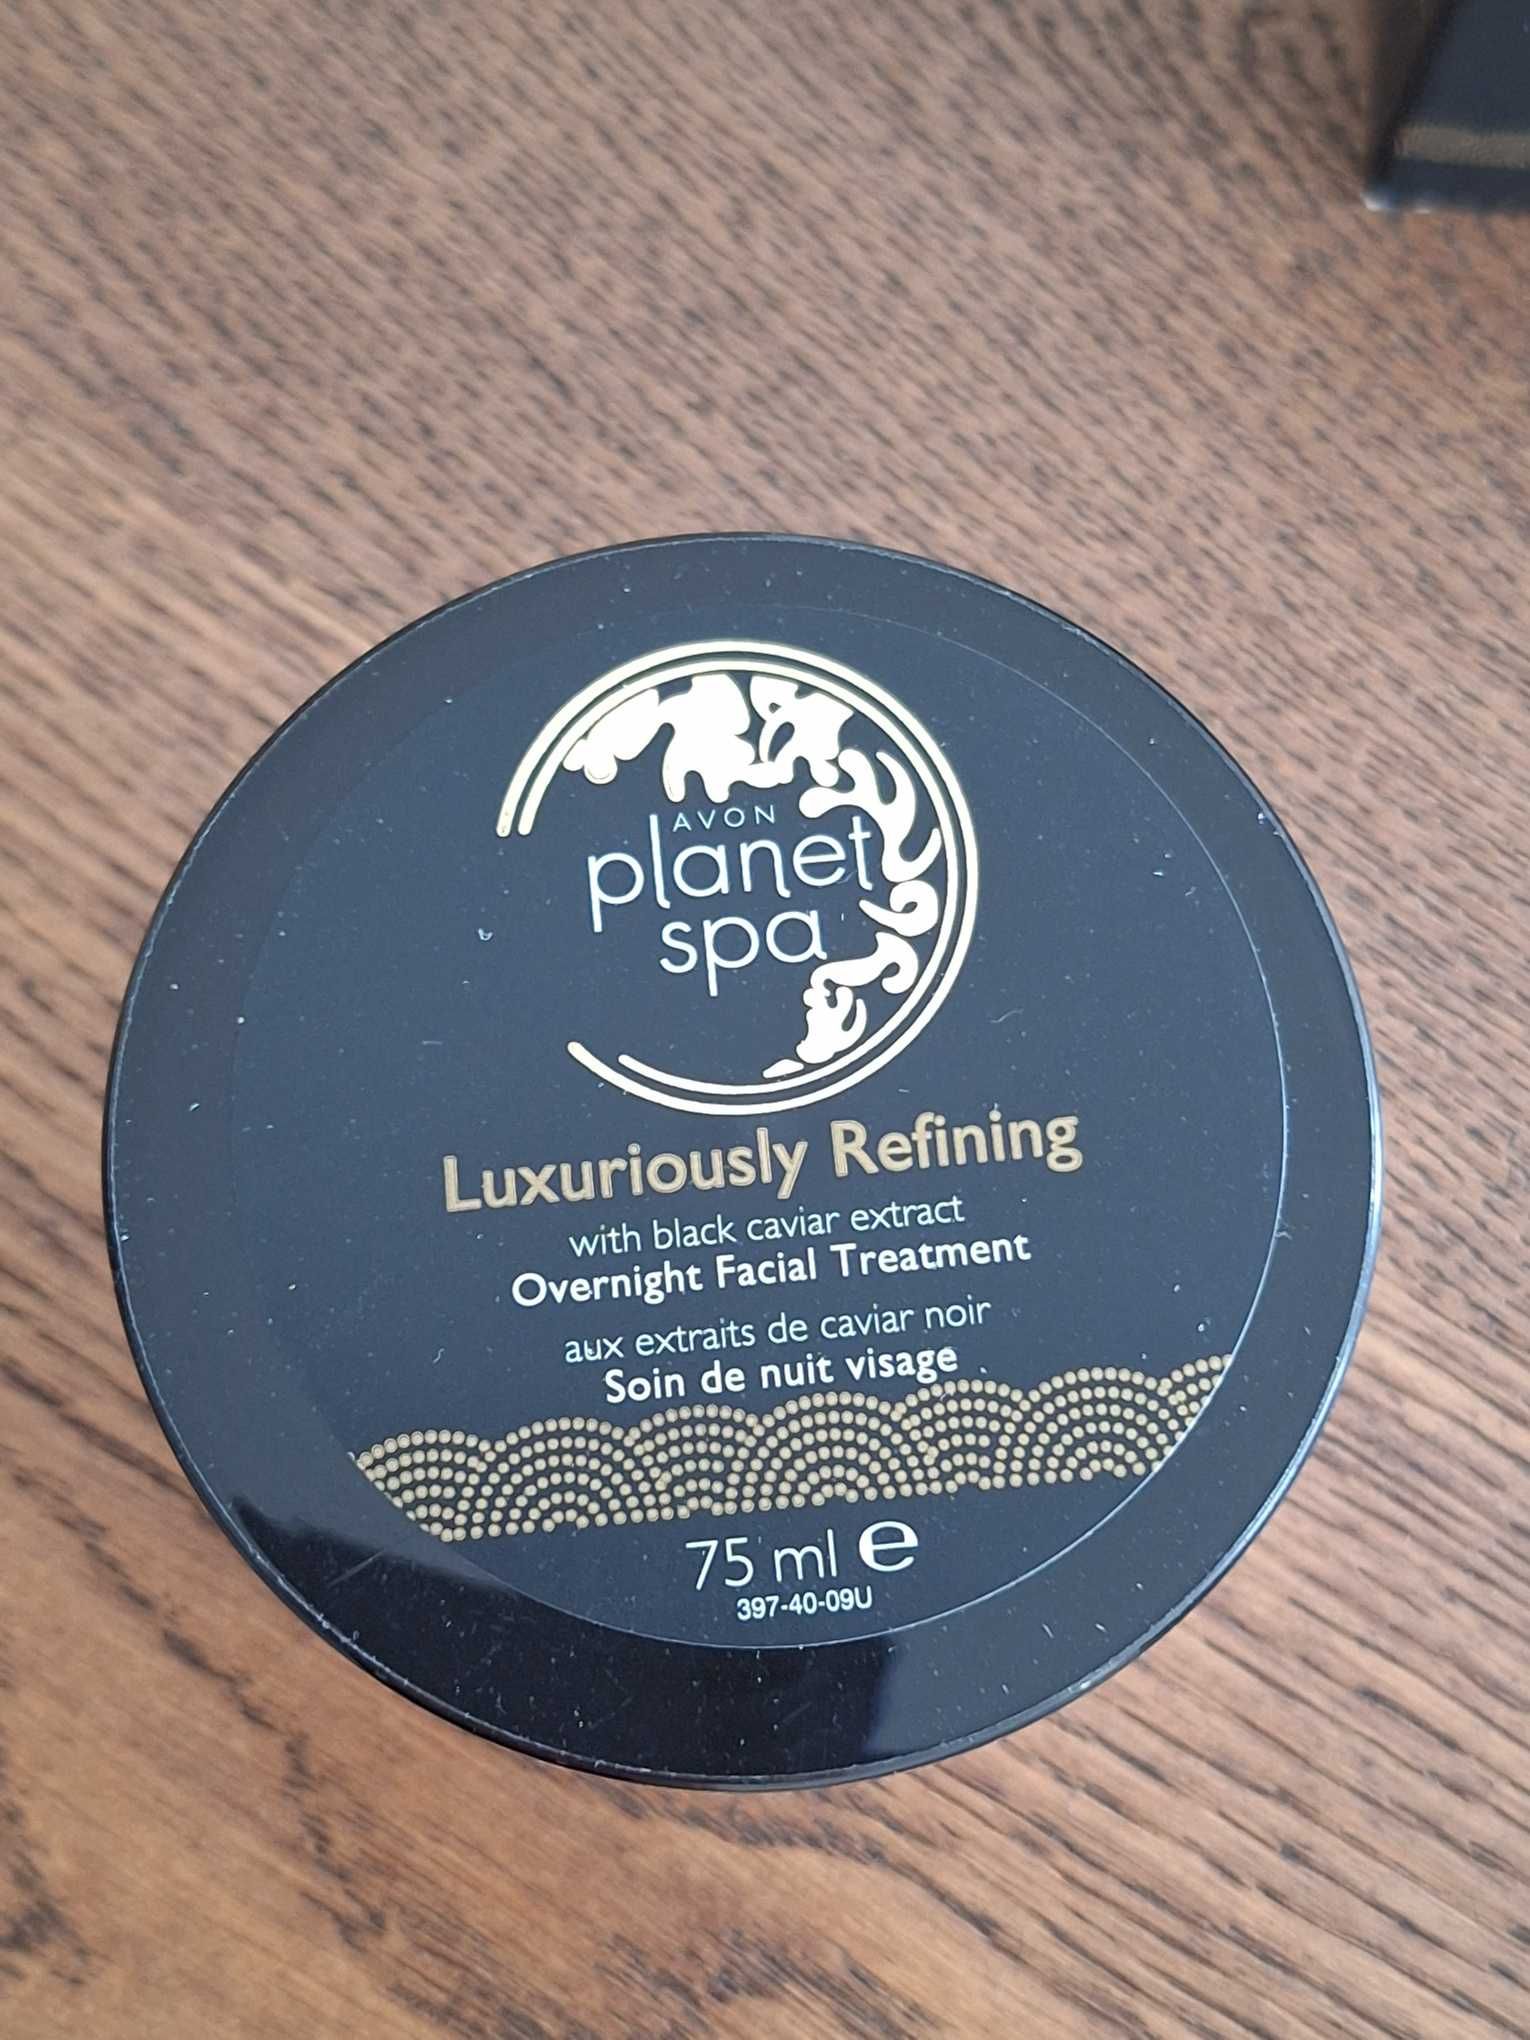 AVON
planet
spa
Luxuriously Refining
with black caviar extract
Overnight Facial Treatment
aux extraits de caviar noir
Soin de nuit visage
75 ml e
397-40-09U